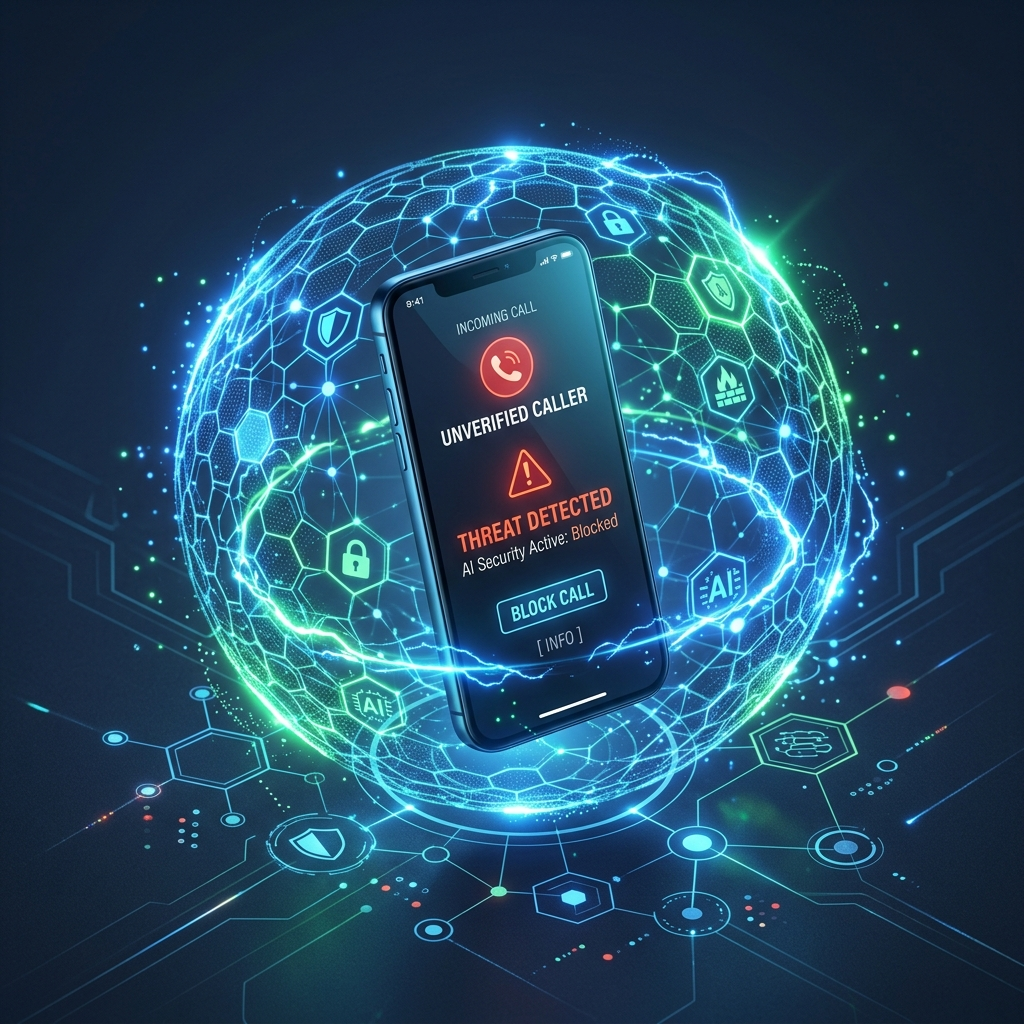 9:41
INCOMING CALL
UNVERIFIED CALLER
THREAT DETECTED
AI Security Active: Blocked
BLOCK CALL
[ INFO ]
AI
AI